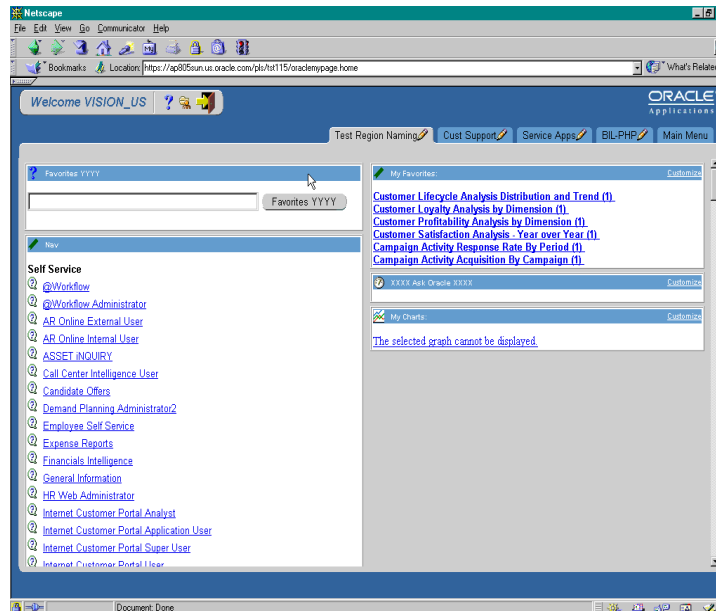 Netscape
File Edit View Go Communicator Help
Bookmarks Location: https://ap805sun.us.oracle.com/pls/tst115/oraclemypage.home What's Related
Welcome VISION_US
ORACLE
Applications
Test Region Naming Cust Support Service Apps BIL-PHP Main Menu
Favorites YYYY
Favorites YYYY
Nav
Self Service
@Workflow
@Workflow Administrator
AR Online External User
AR Online Internal User
ASSET iNQUIRY
Call Center Intelligence User
Candidate Offers
Demand Planning Administrator2
Employee Self Service
Expense Reports
Financials Intelligence
General Information
HR Web Administrator
Internet Customer Portal Analyst
Internet Customer Portal Application User
Internet Customer Portal Super User
Internet Customer Portal User
My Favorites: Customize
Customer Lifecycle Analysis Distribution and Trend (1)
Customer Loyalty Analysis by Dimension (1)
Customer Profitability Analysis by Dimension (1)
Customer Satisfaction Analysis - Year over Year (1)
Campaign Activity Response Rate By Period (1)
Campaign Activity Acquisition By Campaign (1)
XXXX Ask Oracle XXXX Customize
My Charts: Customize
The selected graph cannot be displayed.
Document: Done